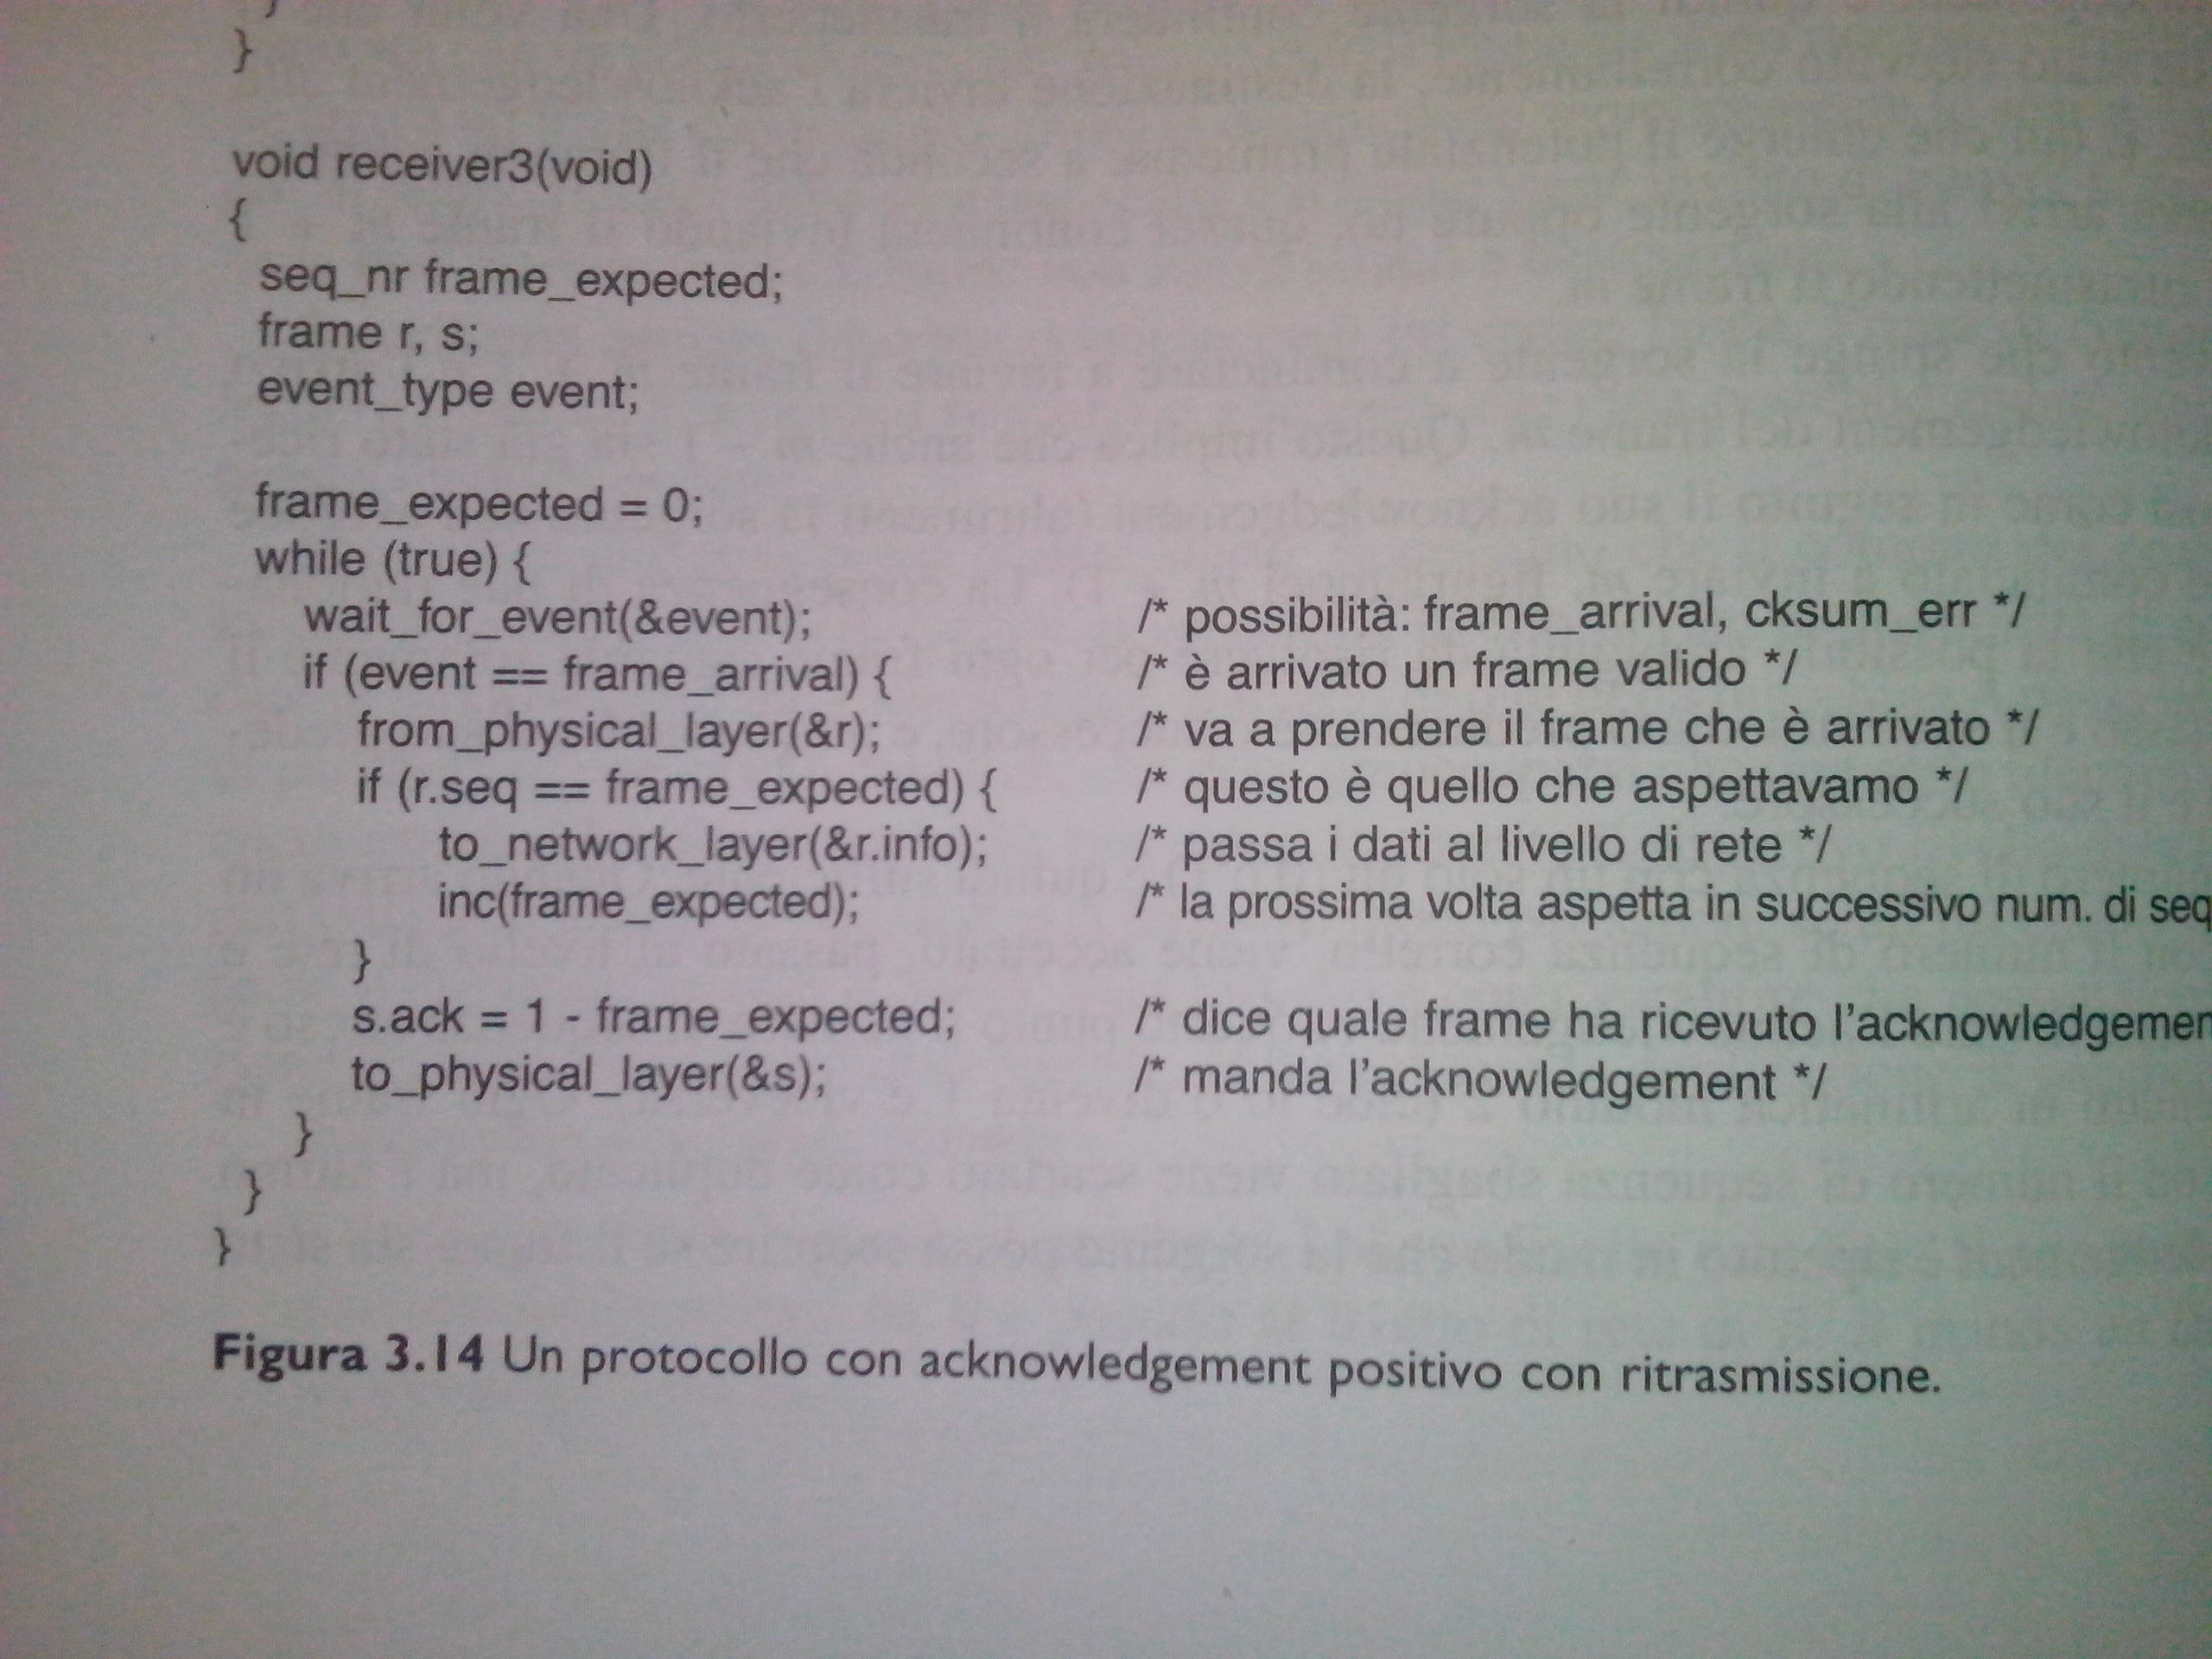 }
}
void receiver3(void)
{
seq_nr frame_expected;
frame r, s;
event_type event;
frame_expected = 0;
while (true) {
wait_for_event(&event); /* possibilità: frame_arrival, cksum_err */
if (event == frame_arrival) { /* è arrivato un frame valido */
from_physical_layer(&r); /* va a prendere il frame che è arrivato */
if (r.seq == frame_expected) { /* questo è quello che aspettavamo */
to_network_layer(&r.info); /* passa i dati al livello di rete */
inc(frame_expected); /* la prossima volta aspetta in successivo num. di seq
}
s.ack = 1 - frame_expected; /* dice quale frame ha ricevuto l'acknowledgemen
to_physical_layer(&s); /* manda l'acknowledgement */
}
}
}
Figura 3.14 Un protocollo con acknowledgement positivo con ritrasmissione.